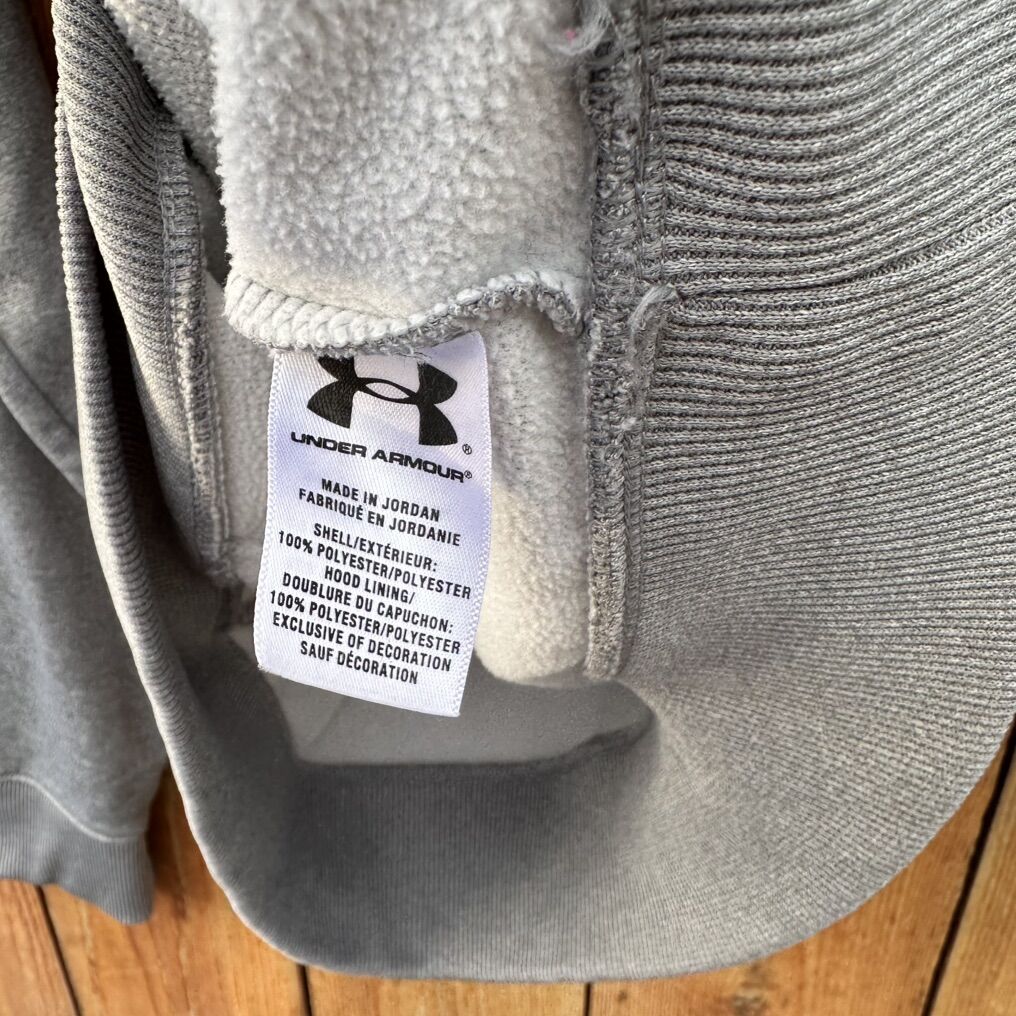 UNDER ARMOUR®
MADE IN JORDAN
FABRIQUÉ EN JORDANIE
SHELL/EXTÉRIEUR:
100% POLYESTER/POLYESTER
HOOD LINING/
DOUBLURE DU CAPUCHON:
100% POLYESTER/POLYESTER
EXCLUSIVE OF DECORATION
SAUF DÉCORATION